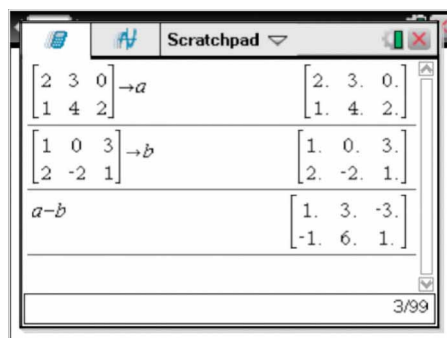 Scratchpad
[2 3 0
1 4 2]→a [2. 3. 0.
1. 4. 2.]
[1 0 3
2 -2 1]→b [1. 0. 3.
2. -2. 1.]
a-b [1. 3. -3.
-1. 6. 1.]
3/99